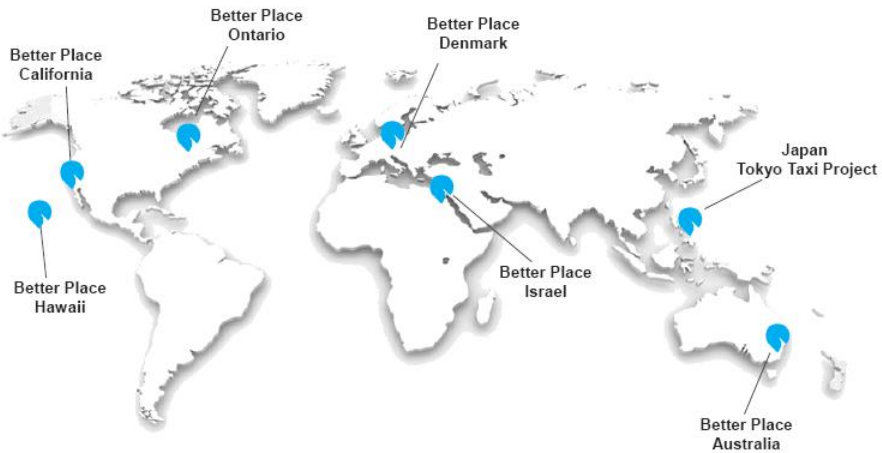 Better Place
Ontario
Better Place
Denmark
Better Place
California
Japan
Tokyo Taxi Project
Better Place
Israel
Better Place
Hawaii
Better Place
Australia